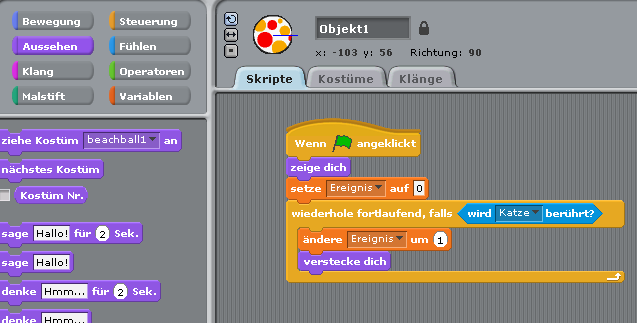 Bewegung Steuerung
Aussehen Fühlen
Klang Operatoren
Malstift Variablen
ziehe Kostüm beachball1 an
nächstes Kostüm
Kostüm Nr.
sage Hallo! für 2 Sek.
sage Hallo!
denke Hmm... für 2 Sek.
denke Hmm...
Objekt1
x: -103 y: 56 Richtung: 90
Skripte Kostüme Klänge
Wenn angeklickt
zeige dich
setze Ereignis auf 0
wiederhole fortlaufend, falls wird Katze berührt?
ändere Ereignis um 1
verstecke dich